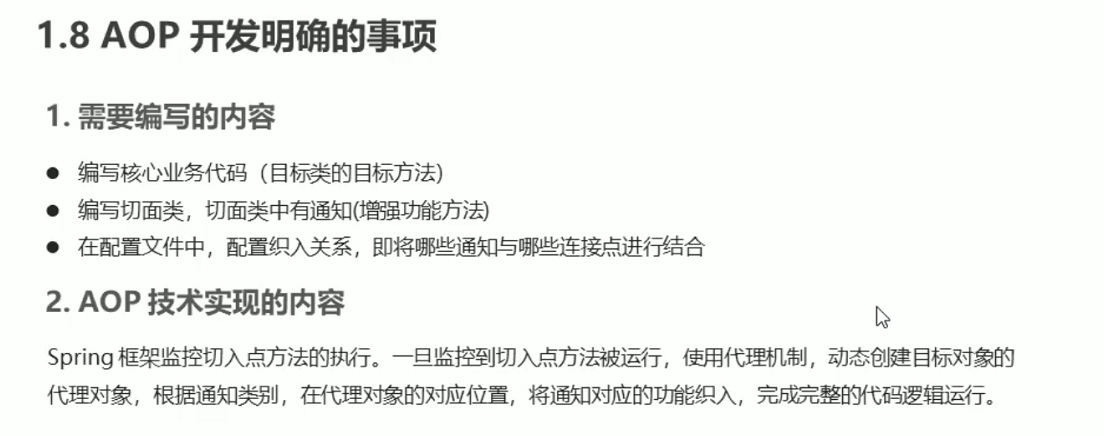 1.8 AOP 开发明确的事项
1. 需要编写的内容
● 编写核心业务代码（目标类的目标方法）
● 编写切面类，切面类中有通知(增强功能方法)
● 在配置文件中，配置织入关系，即将哪些通知与哪些连接点进行结合
2. AOP 技术实现的内容
Spring 框架监控切入点方法的执行。一旦监控到切入点方法被运行，使用代理机制，动态创建目标对象的
代理对象，根据通知类别，在代理对象的对应位置，将通知对应的功能织入，完成完整的代码逻辑运行。